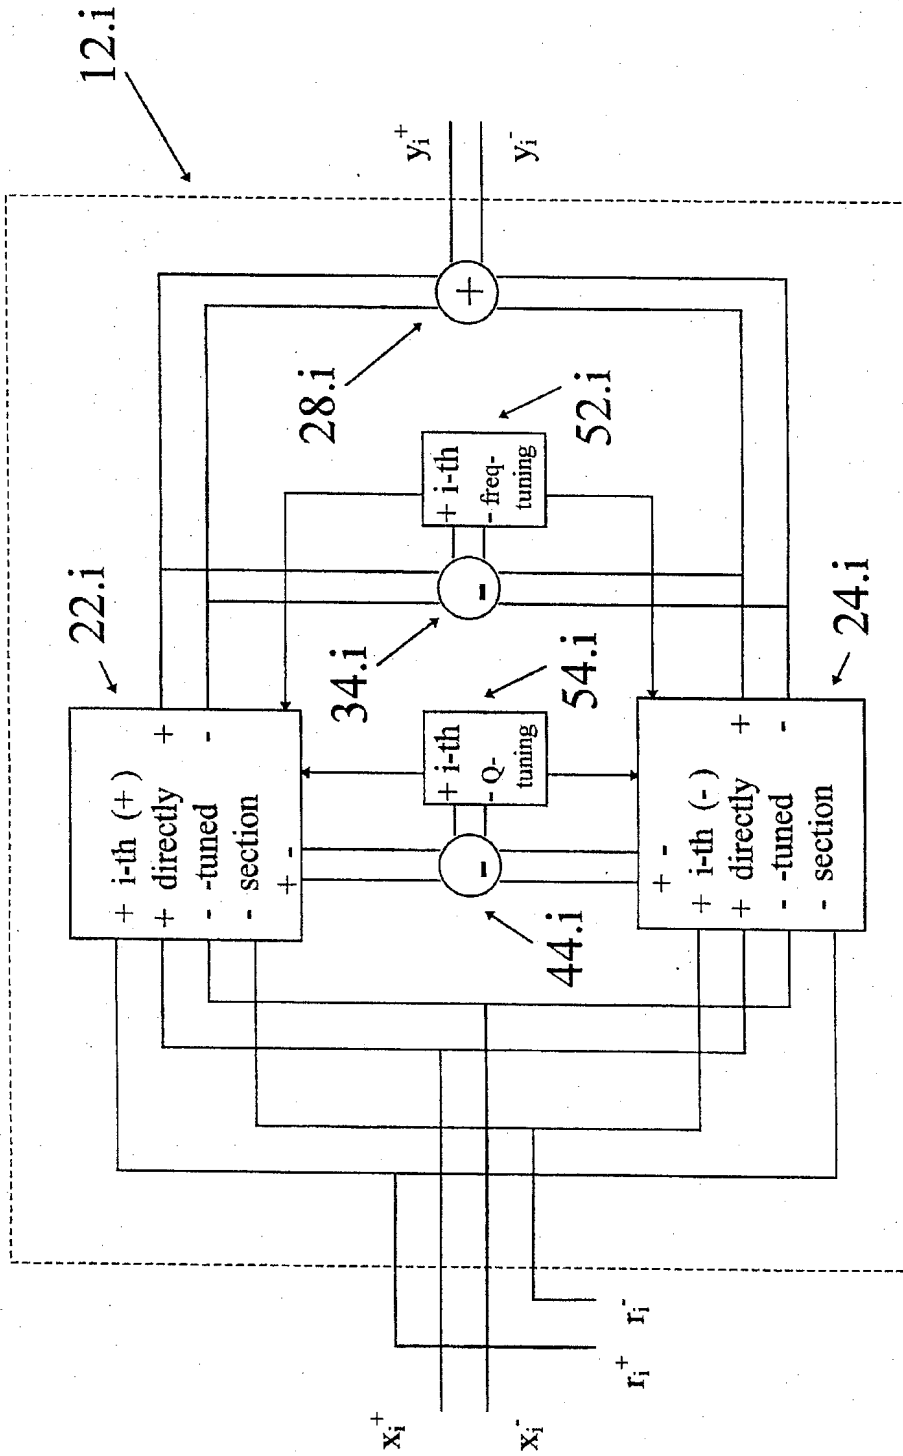 12.i
22.i
+ i-th (+)
+ directly +
- -tuned -
- section
+ -
x_i^+
x_i^-
r_i^+
r_i^-
44.i
-
+ i-th
- Q-
tuning
54.i
34.i
-
+ i-th
- freq-
tuning
52.i
28.i
+
y_i^+
y_i^-
+ -
+ i-th (-)
+ directly +
- -tuned -
- section
24.i